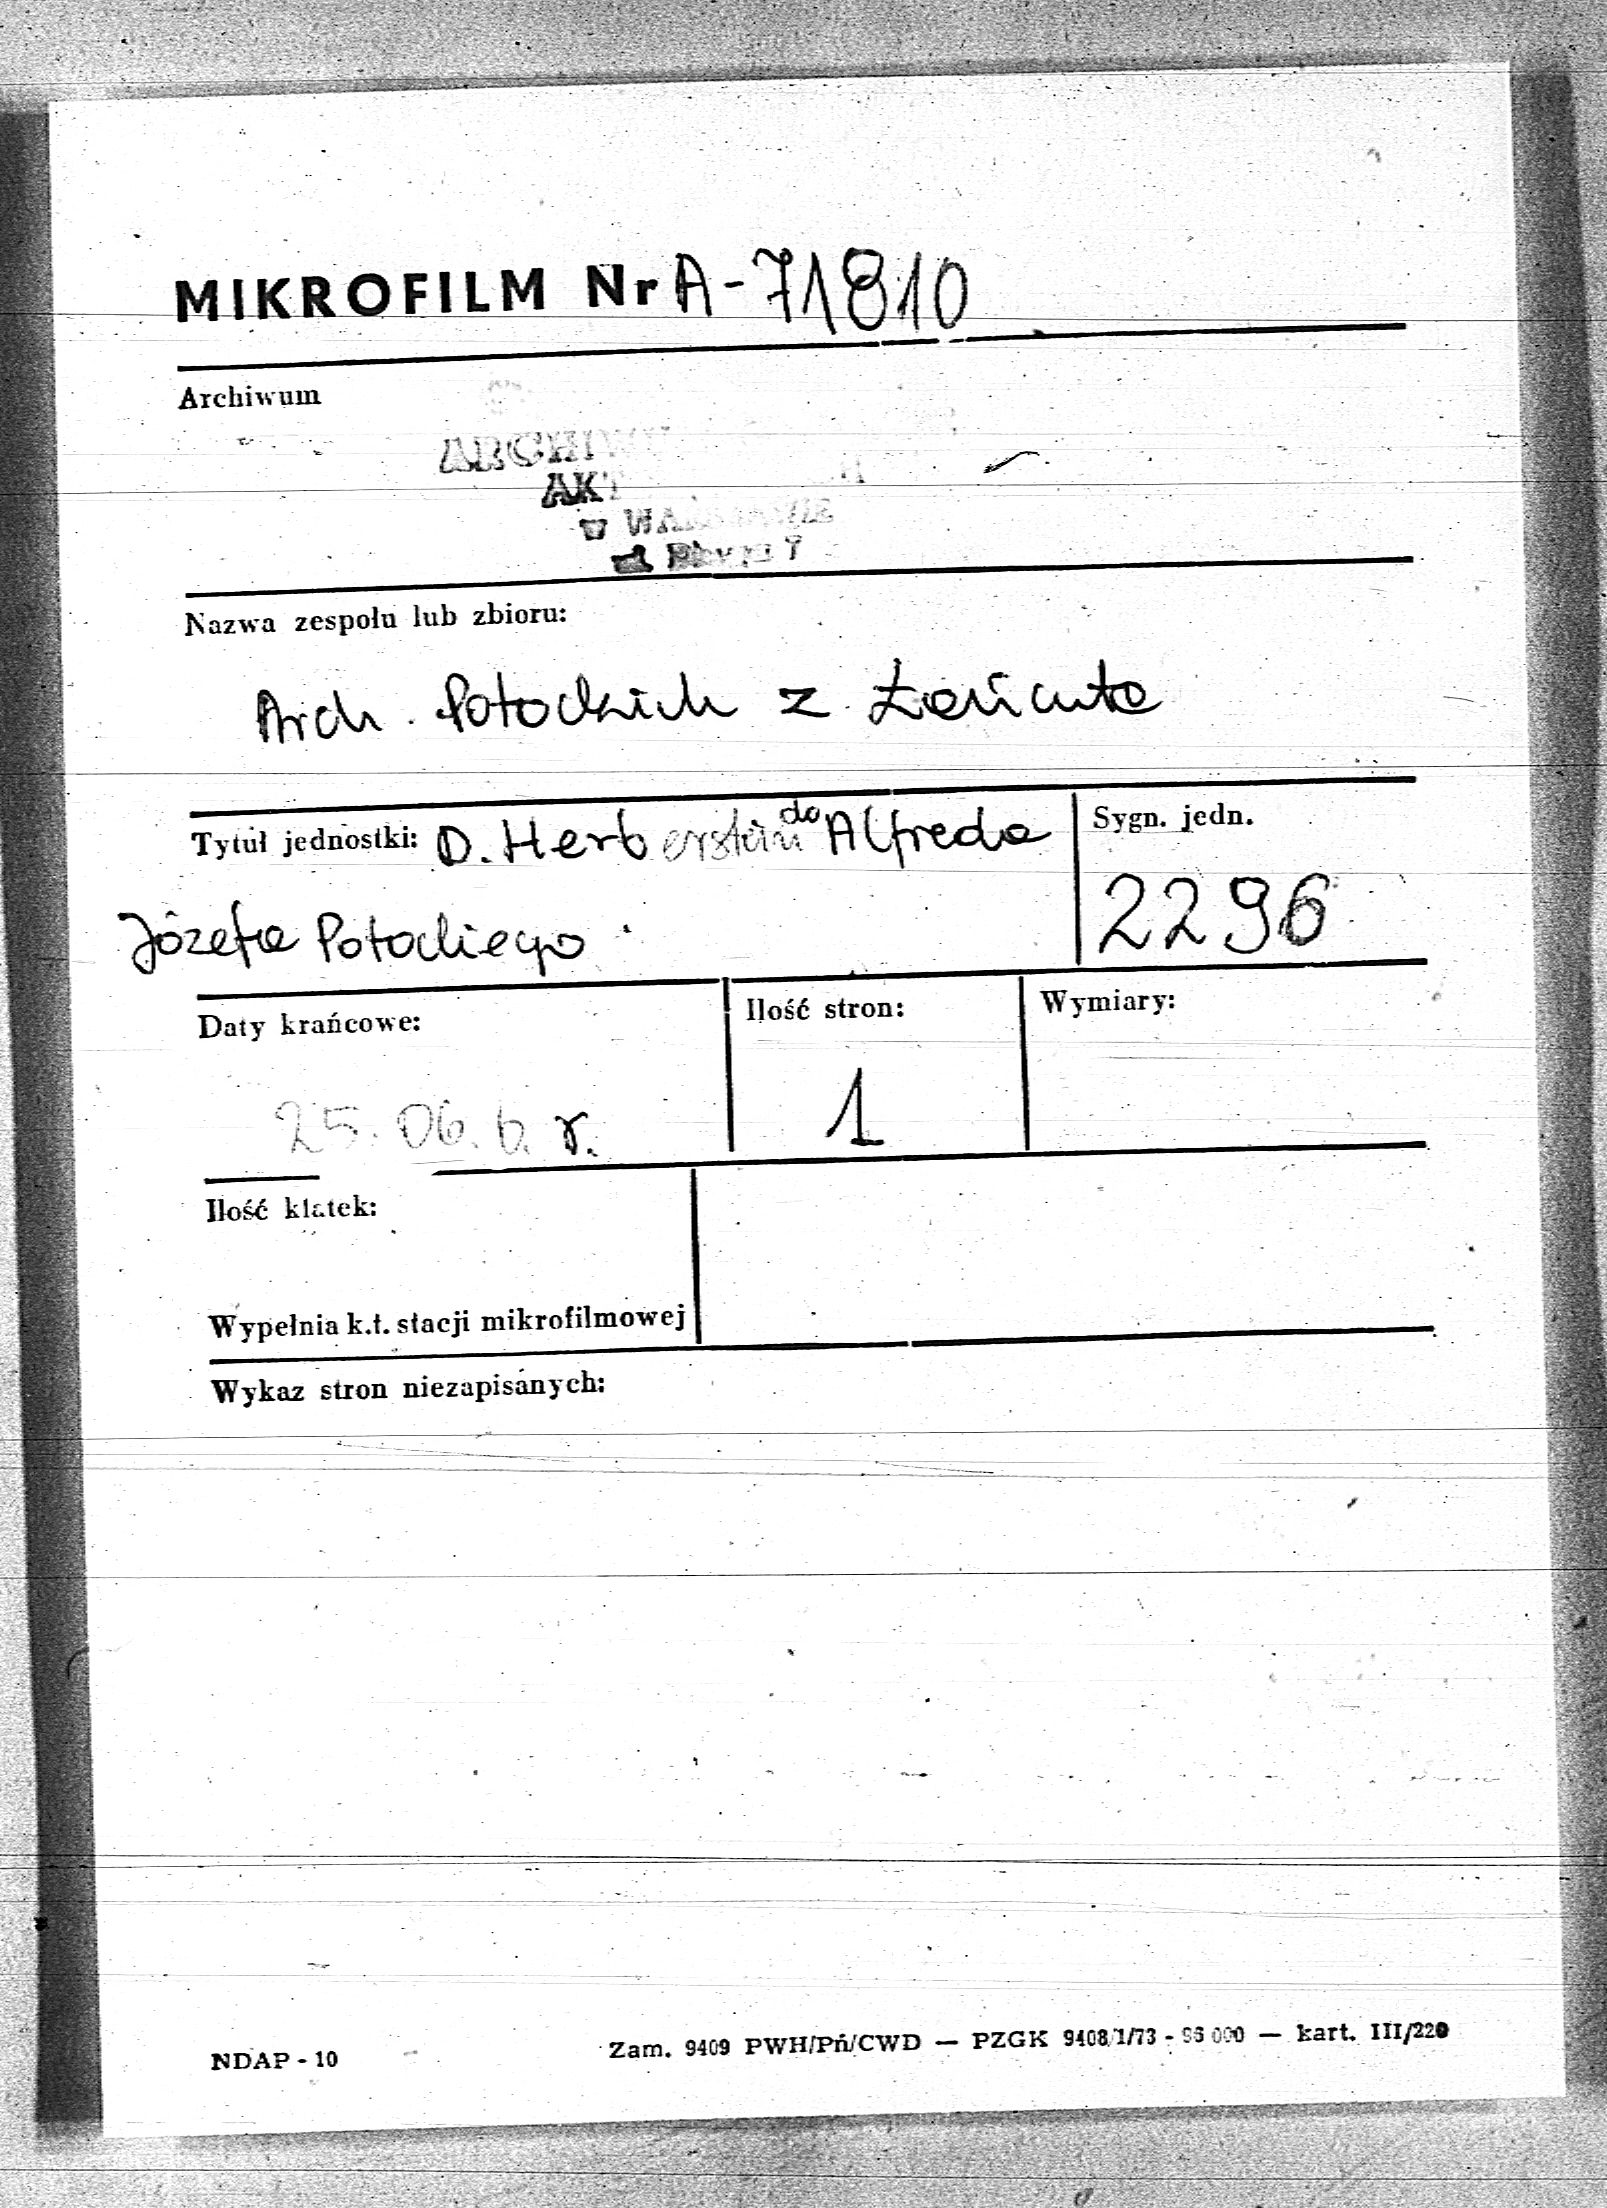 MIKROFILM Nr A-71810
Archiwum
w WARSZAWIE
Nazwa zespołu lub zbioru:
Arch. Potockich z Łańcuta
Tytuł jednostki: D. Herberstein do Alfreda
Józefa Potockiego
Sygn. jedn.
2296
Daty krańcowe:
25.06.b.r.
Ilość stron:
1
Wymiary:
Ilość klatek:
Wypełnia k.t. stacji mikrofilmowej
Wykaz stron niezapisanych:
NDAP - 10
Zam. 9409 PWH/Pń/CWD — PZGK 9408/1/73 - 96 000 — kart. III/220